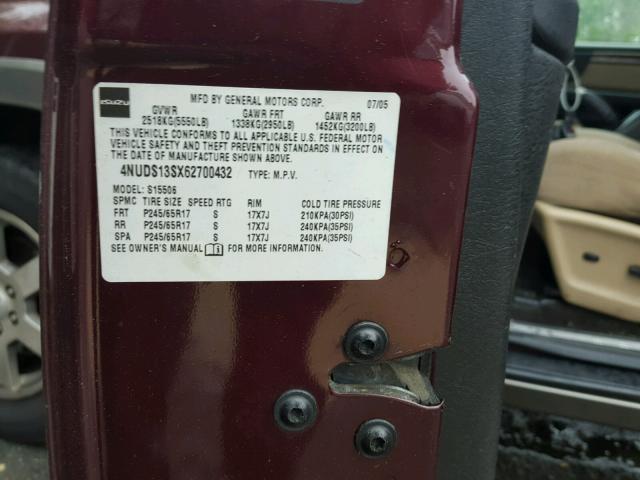 ISUZU
MFD BY GENERAL MOTORS CORP. 07/05
GVWR GAWR FRT GAWR RR
2518KG(5550LB) 1338KG(2950LB) 1452KG(3200LB)
THIS VEHICLE CONFORMS TO ALL APPLICABLE U.S. FEDERAL MOTOR
VEHICLE SAFETY AND THEFT PREVENTION STANDARDS IN EFFECT ON
THE DATE OF MANUFACTURE SHOWN ABOVE.
4NUDS13SX62700432 TYPE: M.P.V.
MODEL: S15506
SPMC TIRE SIZE SPEED RTG RIM COLD TIRE PRESSURE
FRT P245/65R17 S 17X7J 210KPA(30PSI)
RR P245/65R17 S 17X7J 240KPA(35PSI)
SPA P245/65R17 S 17X7J 240KPA(35PSI)
SEE OWNER'S MANUAL FOR MORE INFORMATION.